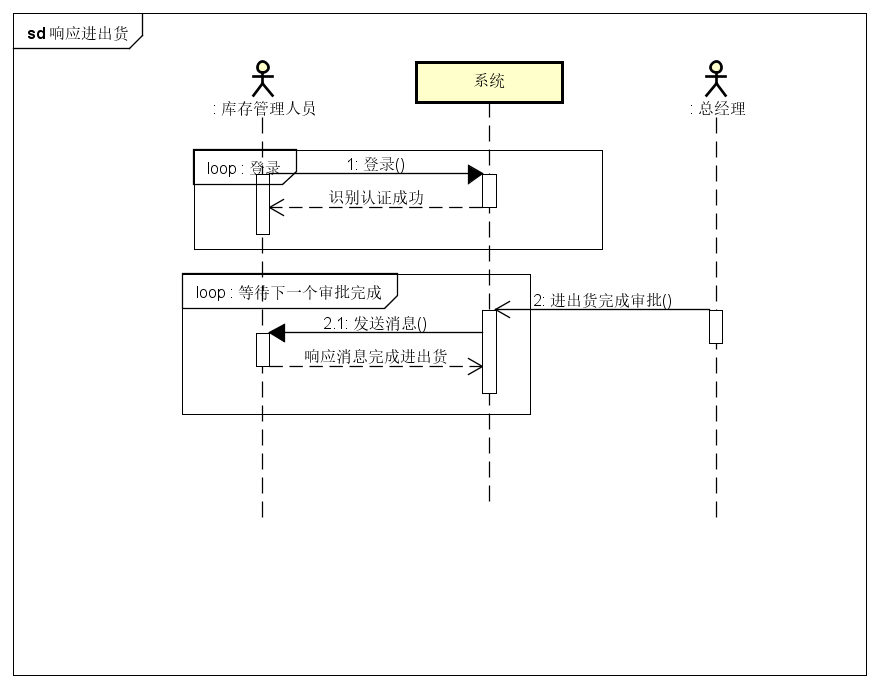 sd 响应进出货
: 库存管理人员
系统
: 总经理
loop : 登录
1: 登录()
识别认证成功
loop : 等待下一个审批完成
2: 进出货完成审批()
2.1: 发送消息()
响应消息完成进出货